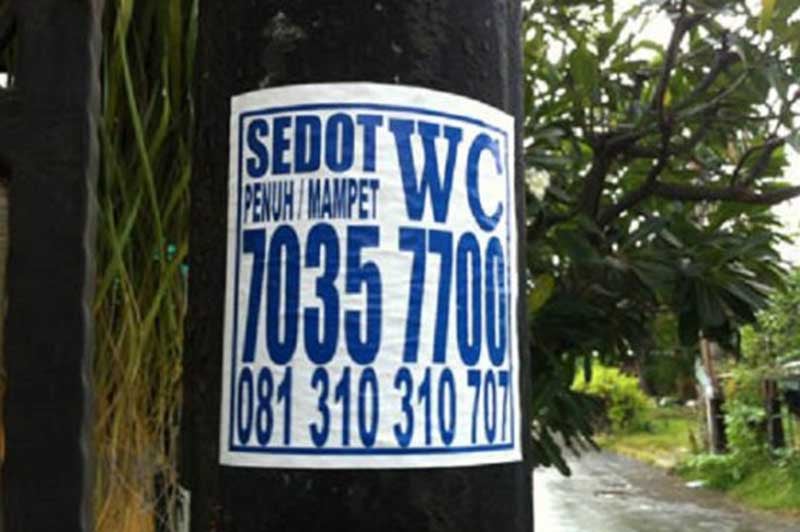 SEDOT WC
PENUH / MAMPET
7035 7700
081 310 310 707